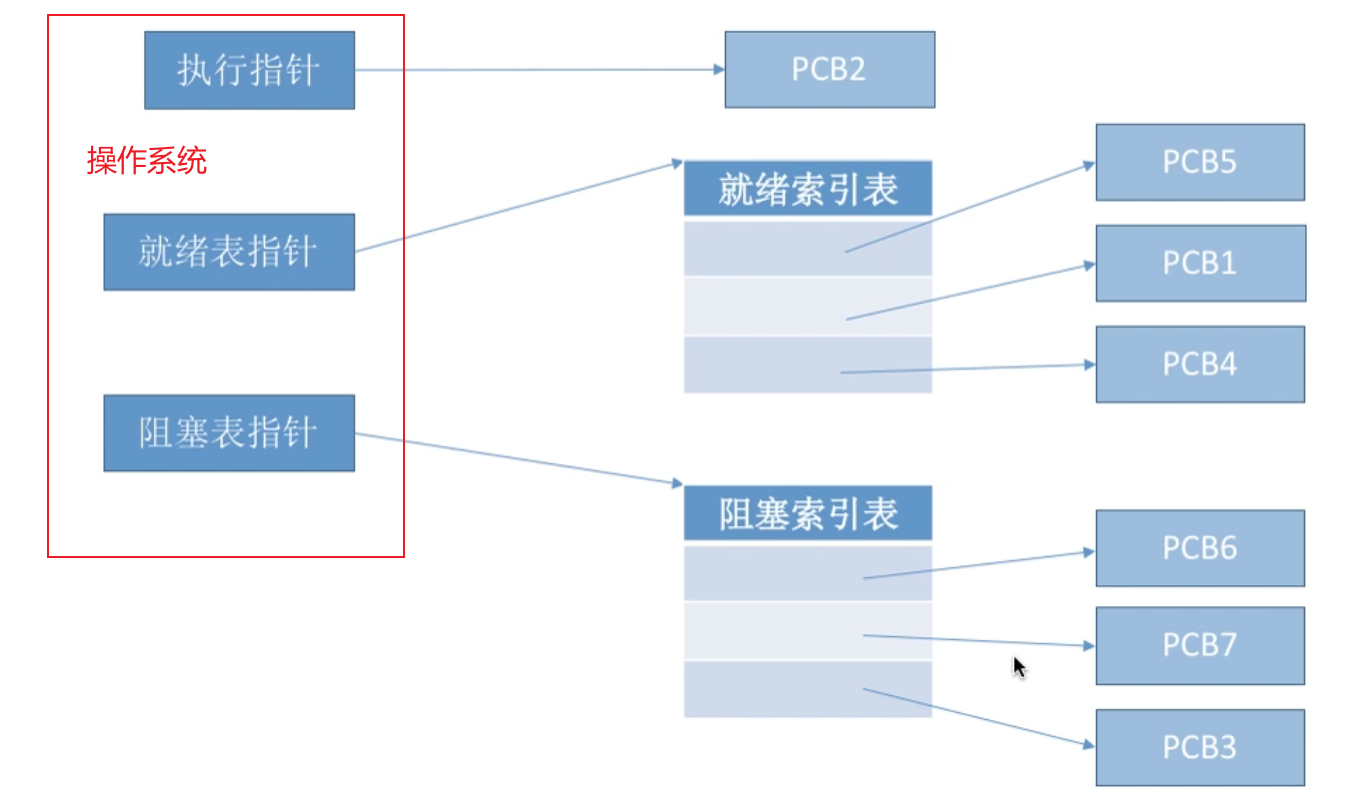 执行指针
PCB2
操作系统
就绪表指针
就绪索引表
PCB5
PCB1
PCB4
阻塞表指针
阻塞索引表
PCB6
PCB7
PCB3